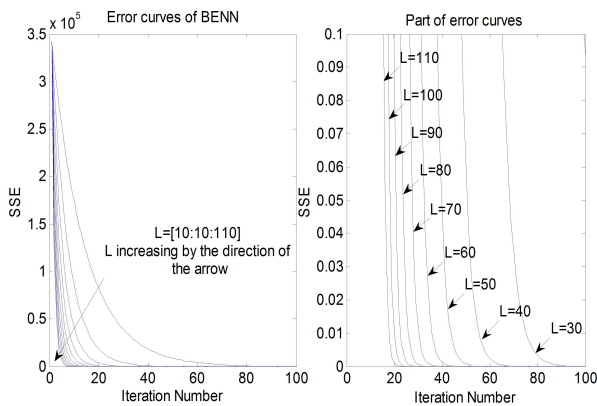 Error curves of BENN
x 10^5
3.5
3
2.5
2
1.5
1
0.5
0
SSE
L=[10:10:110]
L increasing by the direction of
the arrow
0 20 40 60 80 100
Iteration Number
Part of error curves
0.1
0.09
0.08
0.07
0.06
0.05
0.04
0.03
0.02
0.01
0
SSE
L=110
L=100
L=90
L=80
L=70
L=60
L=50
L=40
L=30
0 20 40 60 80 100
Iteration Number